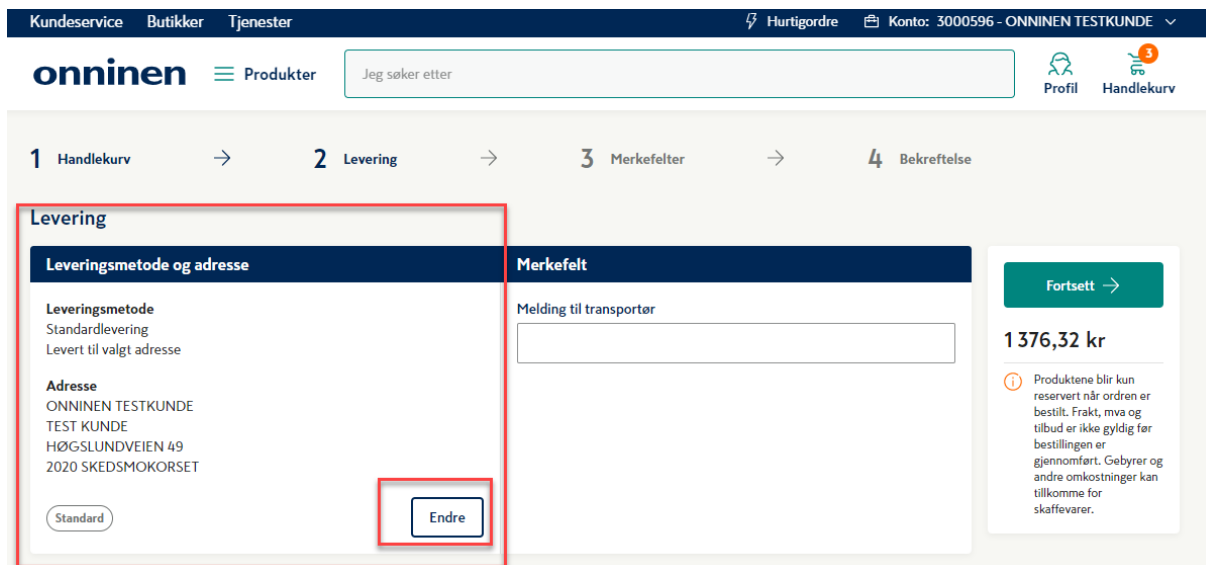 Kundeservice Butikker Tjenester Hurtigordre Konto: 3000596 - ONNINEN TESTKUNDE
onninen Produkter Jeg søker etter Profil 3 Handlekurv
1 Handlekurv 2 Levering 3 Merkefelter 4 Bekreftelse
Levering
Leveringsmetode og adresse
Leveringsmetode
Standardlevering
Levert til valgt adresse
Adresse
ONNINEN TESTKUNDE
TEST KUNDE
HØGSLUNDVEIEN 49
2020 SKEDSMOKORSET
Standard Endre
Merkefelt
Melding til transportør
Fortsett
1 376,32 kr
Produktene blir kun
reservert når ordren er
bestilt. Frakt, mva og
tilbud er ikke gyldig før
bestillingen er
gjennomført. Gebyrer og
andre omkostninger kan
tillkomme for
skaffevarer.